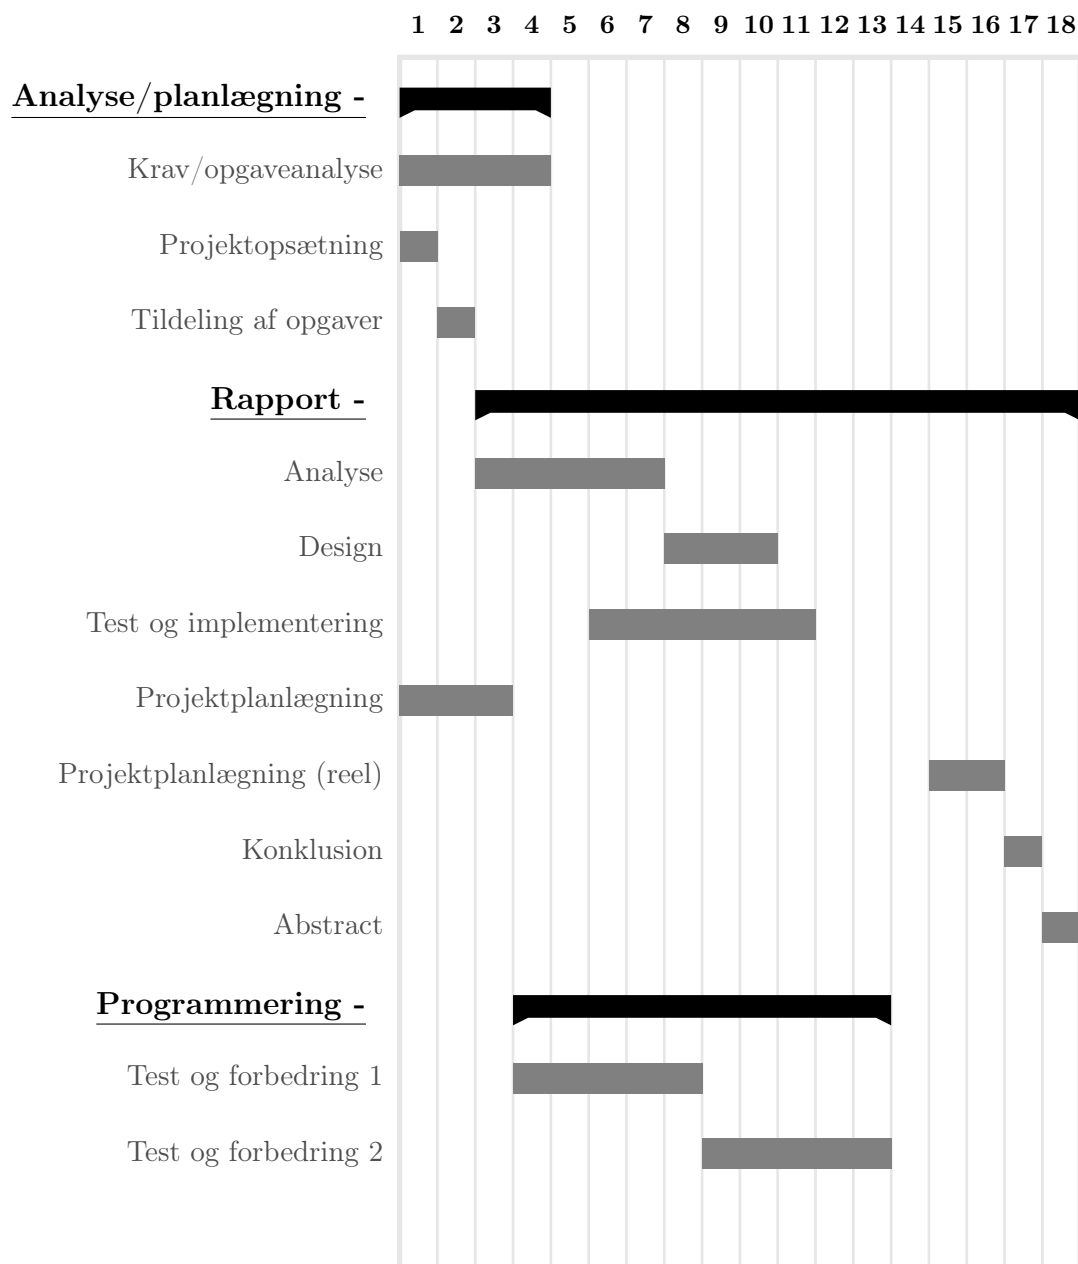 1 2 3 4 5 6 7 8 9 10 11 12 13 14 15 16 17 18
Analyse/planlægning -
Krav/opgaveanalyse
Projektopsætning
Tildeling af opgaver
Rapport -
Analyse
Design
Test og implementering
Projektplanlægning
Projektplanlægning (reel)
Konklusion
Abstract
Programmering -
Test og forbedring 1
Test og forbedring 2